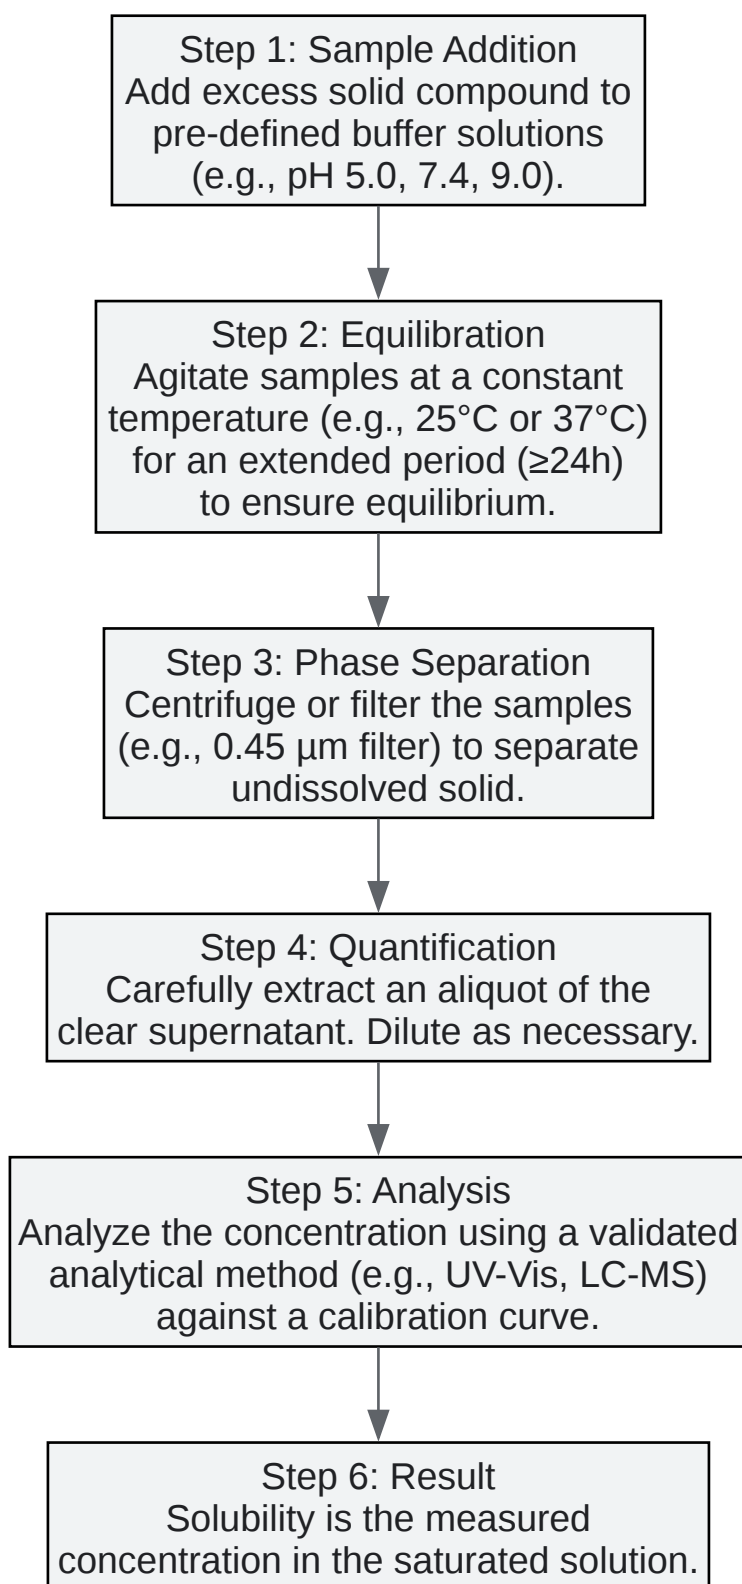 Step 1: Sample Addition
Add excess solid compound to
pre-defined buffer solutions
(e.g., pH 5.0, 7.4, 9.0).
Step 2: Equilibration
Agitate samples at a constant
temperature (e.g., 25°C or 37°C)
for an extended period (≥24h)
to ensure equilibrium.
Step 3: Phase Separation
Centrifuge or filter the samples
(e.g., 0.45 µm filter) to separate
undissolved solid.
Step 4: Quantification
Carefully extract an aliquot of the
clear supernatant. Dilute as necessary.
Step 5: Analysis
Analyze the concentration using a validated
analytical method (e.g., UV-Vis, LC-MS)
against a calibration curve.
Step 6: Result
Solubility is the measured
concentration in the saturated solution.